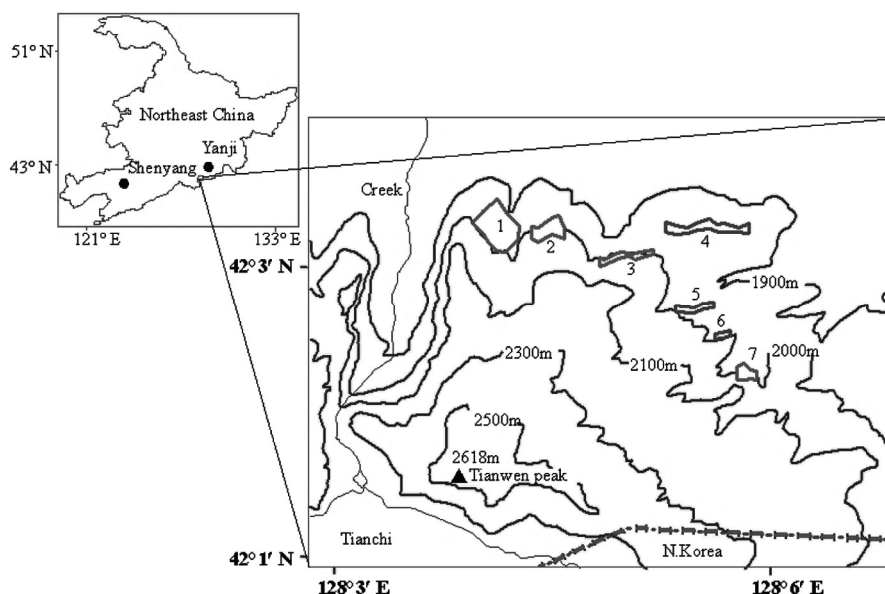 51° N
Northeast China
Yanji
43° N
Shenyang
121° E
133° E
Creek
1
2
3
4
42° 3′ N
1900m
5
6
7
2300m
2100m
2000m
2500m
2618m
Tianwen peak
Tianchi
N.Korea
42° 1′ N
128° 3′ E
128° 6′ E